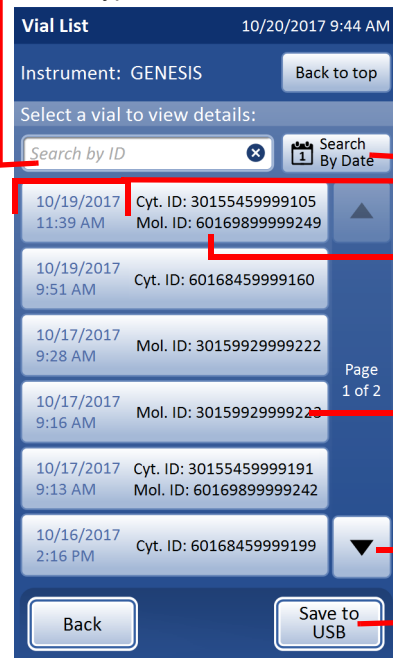 Vial List 10/20/2017 9:44 AM
Instrument: GENESIS
Back to top
Select a vial to view details:
Search by ID
1
Search
By Date
10/19/2017
11:39 AM
Cyt. ID: 30155459999105
Mol. ID: 60169899999249
10/19/2017
9:51 AM
Cyt. ID: 60168459999160
10/17/2017
9:28 AM
Mol. ID: 30159929999222
Page
1 of 2
10/17/2017
9:16 AM
Mol. ID: 30159929999223
10/17/2017
9:13 AM
Cyt. ID: 30155459999191
Mol. ID: 60169899999242
10/16/2017
2:16 PM
Cyt. ID: 60168459999199
Back
Save to
USB